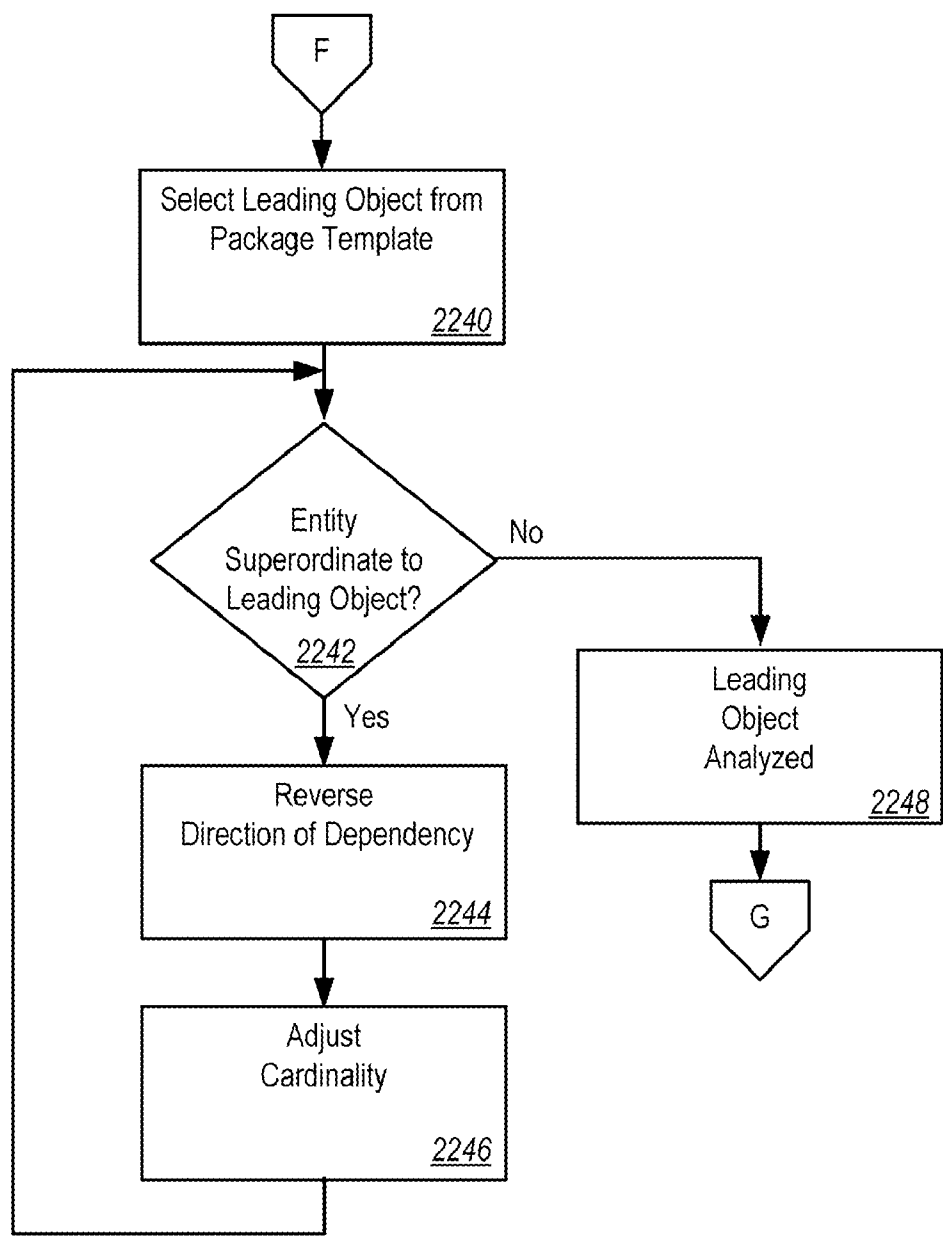 F
Select Leading Object from
Package Template
2240
Entity
Superordinate to
Leading Object?
2242
No
Yes
Leading
Object
Analyzed
2248
Reverse
Direction of Dependency
2244
G
Adjust
Cardinality
2246